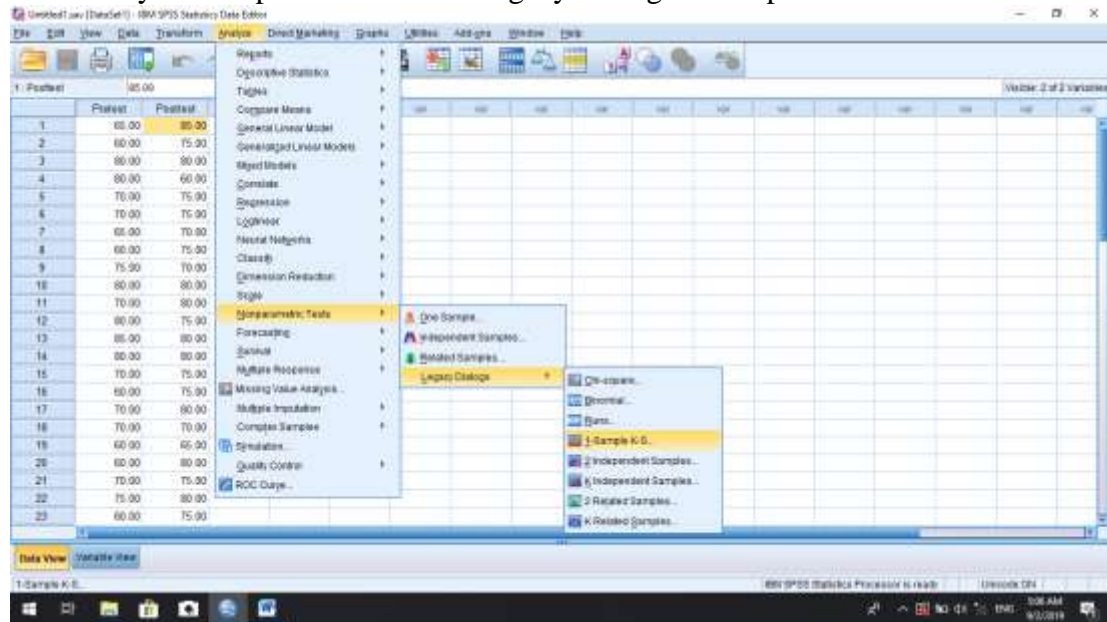 Untitled1.sav [DataSet1] - IBM SPSS Statistics Data Editor
File Edit View Data Transform Analyze Direct Marketing Graphs Utilities Add-ons Window Help
1 : Posttest 85.00 Visible: 2 of 2 Variables
Pretest Posttest
1 85.00
2 60.00 75.00
3 80.00 80.00
4 80.00 60.00
5 70.00 75.00
6 70.00 75.00
7 65.00 70.00
8 60.00 75.00
9 75.00 70.00
10 80.00 80.00
11 70.00 80.00
12 80.00 75.00
13 85.00 80.00
14 80.00 80.00
15 70.00 75.00
16 60.00 75.00
17 70.00 80.00
18 70.00 70.00
19 60.00 65.00
20 60.00 80.00
21 70.00 75.00
22 75.00 80.00
23 60.00 75.00
Reports
Descriptive Statistics
Tables
Compare Means
General Linear Model
Generalized Linear Models
Mixed Models
Correlate
Regression
Loglinear
Neural Networks
Classify
Dimension Reduction
Scale
Nonparametric Tests
Forecasting
Survival
Multiple Response
Missing Value Analysis...
Multiple Imputation
Complex Samples
Simulation...
Quality Control
ROC Curve...
One Sample...
Independent Samples...
Related Samples...
Legacy Dialogs
Chi-square...
Binomial...
Runs...
1-Sample K-S...
2 Independent Samples...
K Independent Samples...
2 Related Samples...
K Related Samples...
Data View Variable View
1-Sample K-S... IBM SPSS Statistics Processor is ready Unicode:ON
ENG 5:06 AM
9/2/2019